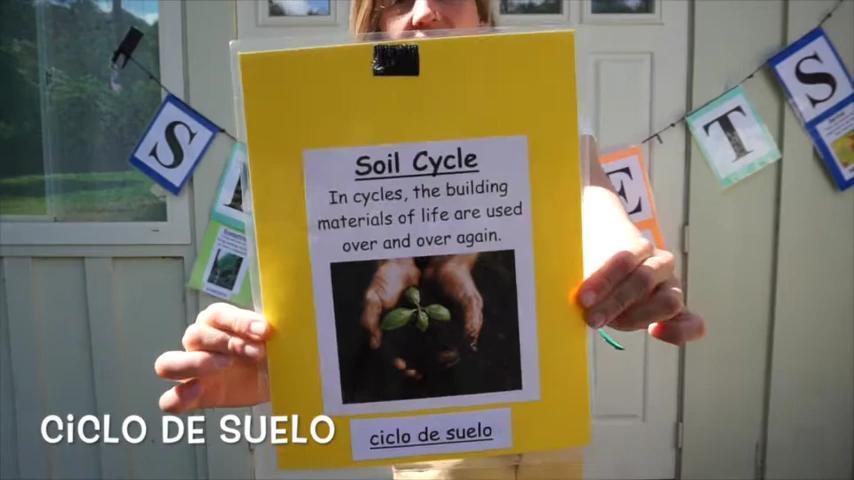 S
S
E
T
S
Soil Cycle
In cycles, the building
materials of life are used
over and over again.
ciclo de suelo
CICLO DE SUELO